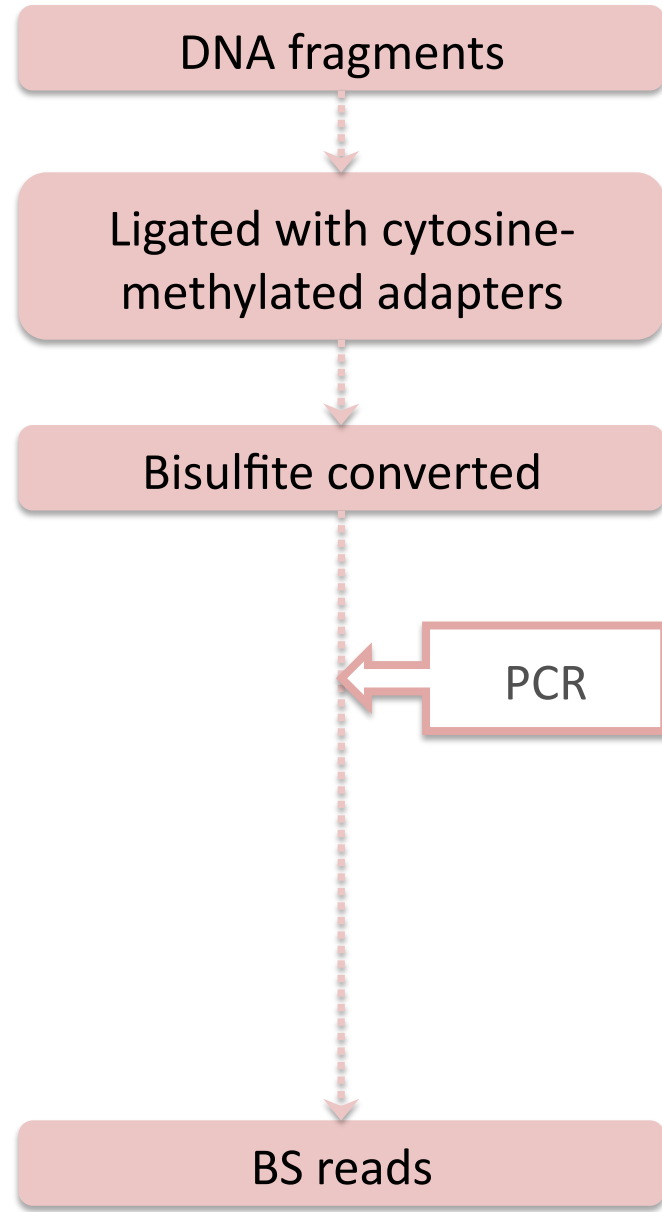 DNA fragments
Ligated with cytosine-
methylated adapters
Bisulfite converted
PCR
BS reads